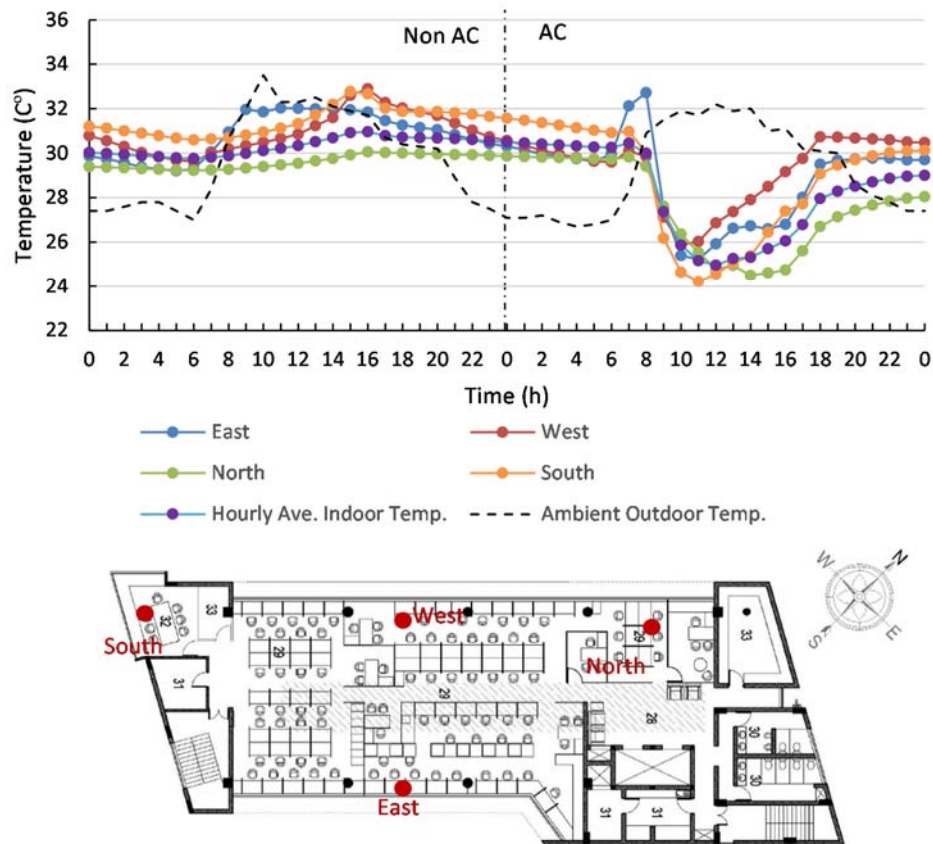 36
34
32
30
28
26
24
22
Temperature (C°)
Non AC
AC
0 2 4 6 8 10 12 14 16 18 20 22 0 2 4 6 8 10 12 14 16 18 20 22 0
Time (h)
East
West
North
South
Hourly Ave. Indoor Temp.
Ambient Outdoor Temp.
W
N
S
E
South
West
North
East
32
33
31
29
29
29
28
33
30
30
31
31